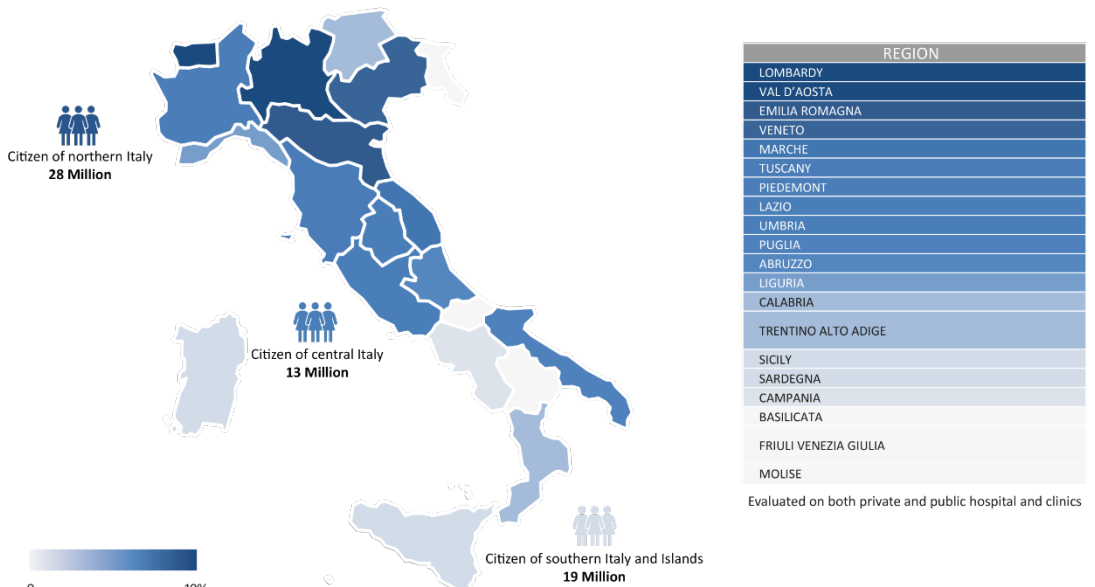 Citizen of northern Italy
28 Million
Citizen of central Italy
13 Million
Citizen of southern Italy and Islands
19 Million
0
10%
REGION
LOMBARDY
VAL D'AOSTA
EMILIA ROMAGNA
VENETO
MARCHE
TUSCANY
PIEDEMONT
LAZIO
UMBRIA
PUGLIA
ABRUZZO
LIGURIA
CALABRIA
TRENTINO ALTO ADIGE
SICILY
SARDEGNA
CAMPANIA
BASILICATA
FRIULI VENEZIA GIULIA
MOLISE
Evaluated on both private and public hospital and clinics